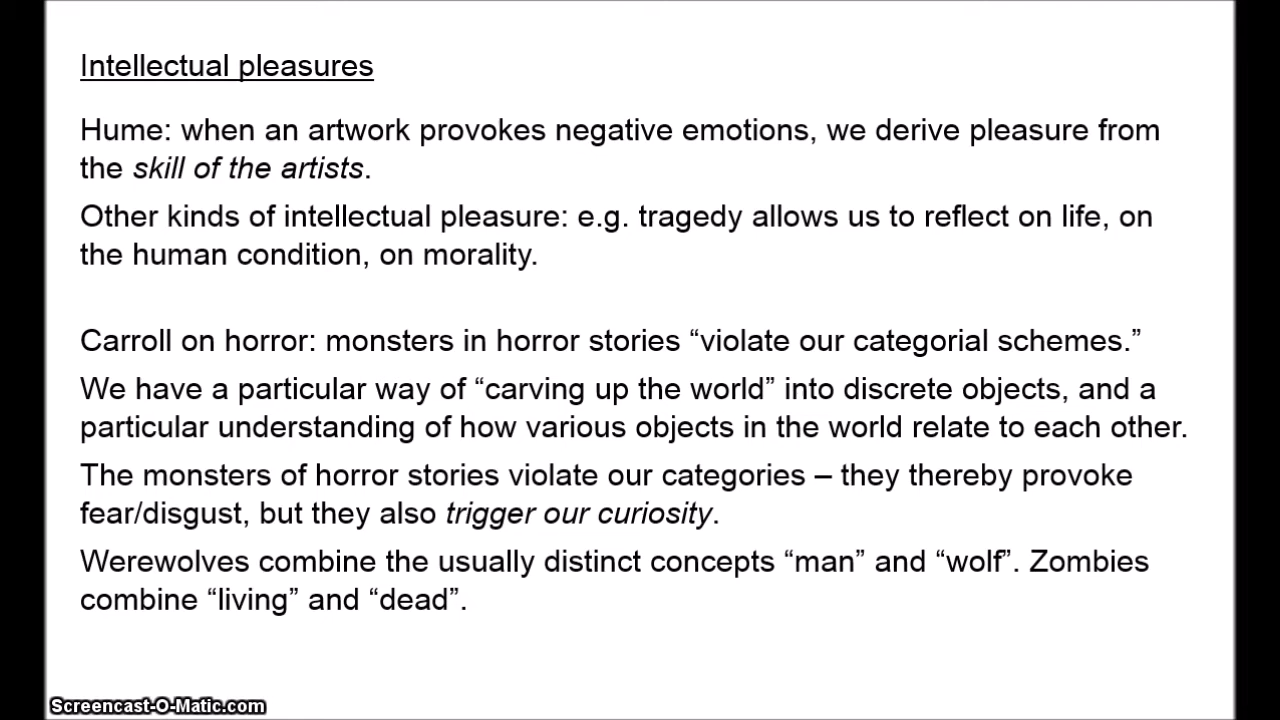 Intellectual pleasures
Hume: when an artwork provokes negative emotions, we derive pleasure from
the skill of the artists.
Other kinds of intellectual pleasure: e.g. tragedy allows us to reflect on life, on
the human condition, on morality.
Carroll on horror: monsters in horror stories “violate our categorial schemes.”
We have a particular way of “carving up the world” into discrete objects, and a
particular understanding of how various objects in the world relate to each other.
The monsters of horror stories violate our categories – they thereby provoke
fear/disgust, but they also trigger our curiosity.
Werewolves combine the usually distinct concepts “man” and “wolf”. Zombies
combine “living” and “dead”.
Screencast-O-Matic.com